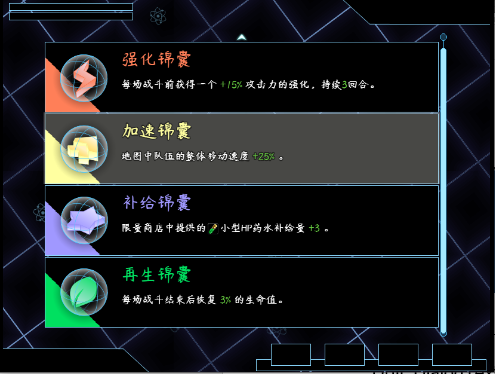 强化锦囊
每场战斗前获得一个 +15% 攻击力的强化，持续3回合。
加速锦囊
地图中队伍的整体移动速度 +25% 。
补给锦囊
限量商店中提供的小型HP药水补给量 +3 。
再生锦囊
每场战斗结束后恢复 3% 的生命值。